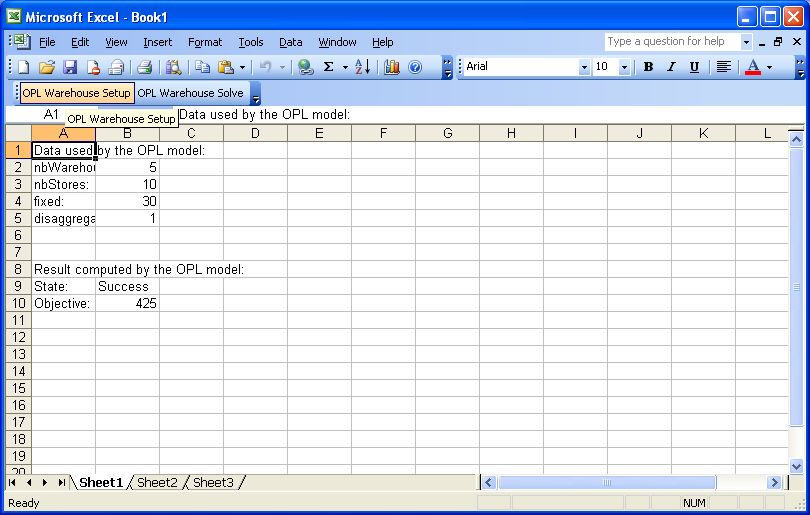 Microsoft Excel - Book1
File Edit View Insert Format Tools Data Window Help Type a question for help
Arial 10 B I U A
OPL Warehouse Setup OPL Warehouse Solve
A1 Data used by the OPL model:
OPL Warehouse Setup
A B C D E F G H I J K L
1 Data used by the OPL model:
2 nbWarehou 5
3 nbStores: 10
4 fixed: 30
5 disaggrega 1
6
7
8 Result computed by the OPL model:
9 State: Success
10 Objective: 425
11
12
13
14
15
16
17
18
19
20
Sheet1 Sheet2 Sheet3
Ready NUM